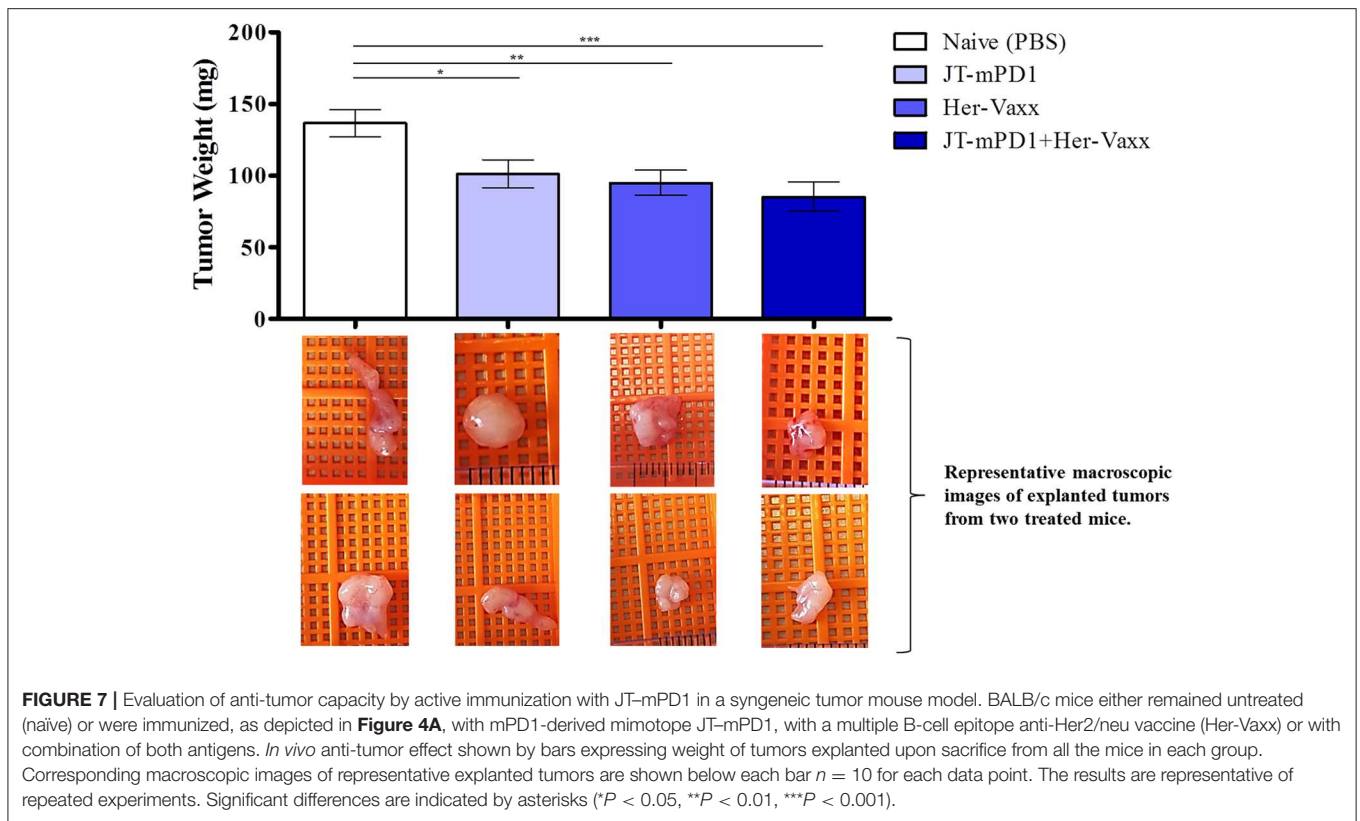 200
150
100
50
0
Tumor Weight (mg)
***
**
*
Naive (PBS)
JT-mPD1
Her-Vaxx
JT-mPD1+Her-Vaxx
Representative macroscopic
images of explanted tumors
from two treated mice.
FIGURE 7 | Evaluation of anti-tumor capacity by active immunization with JT–mPD1 in a syngeneic tumor mouse model. BALB/c mice either remained untreated
(naïve) or were immunized, as depicted in Figure 4A, with mPD1-derived mimotope JT–mPD1, with a multiple B-cell epitope anti-Her2/neu vaccine (Her-Vaxx) or with
combination of both antigens. In vivo anti-tumor effect shown by bars expressing weight of tumors explanted upon sacrifice from all the mice in each group.
Corresponding macroscopic images of representative explanted tumors are shown below each bar n = 10 for each data point. The results are representative of
repeated experiments. Significant differences are indicated by asterisks (*P < 0.05, **P < 0.01, ***P < 0.001).